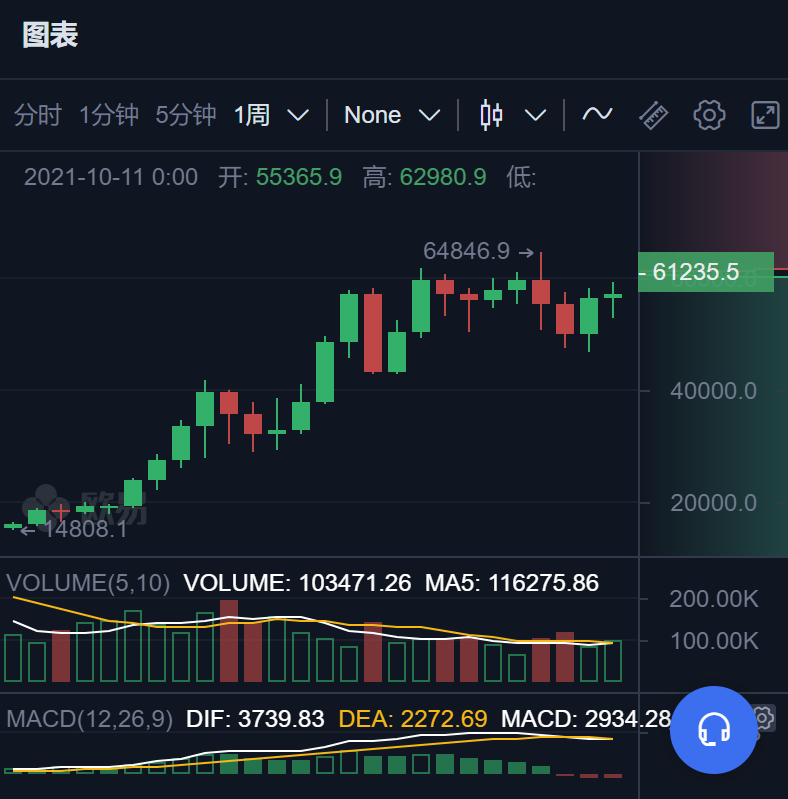 图表
分时 1分钟 5分钟 1周 None
2021-10-11 0:00 开: 55365.9 高: 62980.9 低:
64846.9 →
61235.5
40000.0
欧易
20000.0
← 14808.1
VOLUME(5,10) VOLUME: 103471.26 MA5: 116275.86
200.00K
100.00K
MACD(12,26,9) DIF: 3739.83 DEA: 2272.69 MACD: 2934.28